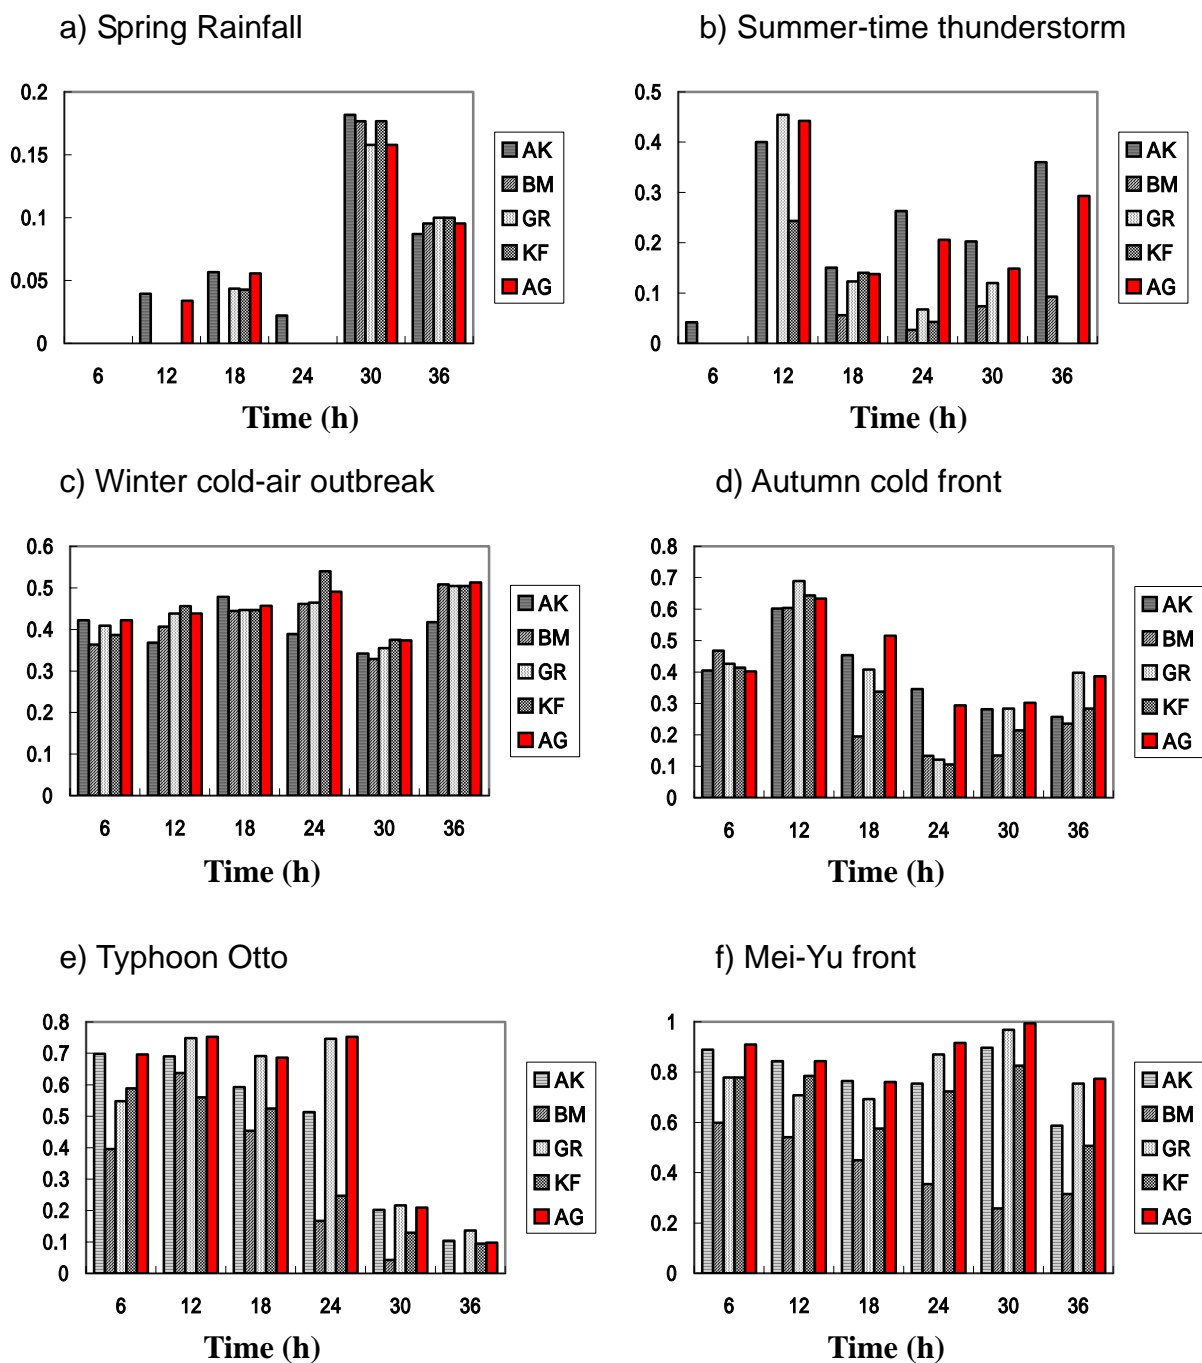 a) Spring Rainfall
0.2
0.15
0.1
0.05
0
6 12 18 24 30 36
Time (h)
AK
BM
GR
KF
AG
b) Summer-time thunderstorm
0.5
0.4
0.3
0.2
0.1
0
6 12 18 24 30 36
Time (h)
AK
BM
GR
KF
AG
c) Winter cold-air outbreak
0.6
0.5
0.4
0.3
0.2
0.1
0
6 12 18 24 30 36
Time (h)
AK
BM
GR
KF
AG
d) Autumn cold front
0.8
0.7
0.6
0.5
0.4
0.3
0.2
0.1
0
6 12 18 24 30 36
Time (h)
AK
BM
GR
KF
AG
e) Typhoon Otto
0.8
0.7
0.6
0.5
0.4
0.3
0.2
0.1
0
6 12 18 24 30 36
Time (h)
AK
BM
GR
KF
AG
f) Mei-Yu front
1
0.8
0.6
0.4
0.2
0
6 12 18 24 30 36
Time (h)
AK
BM
GR
KF
AG